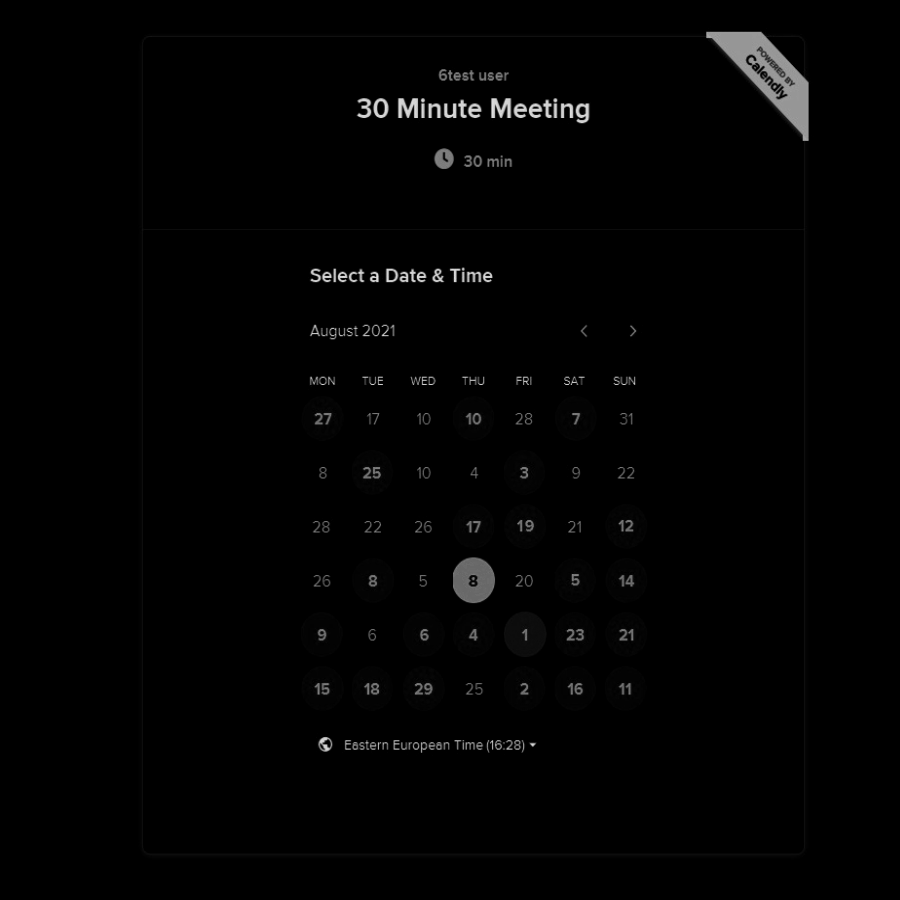 POWERED BY
Calendly
6test user
30 Minute Meeting
30 min
Select a Date & Time
August 2021
MON TUE WED THU FRI SAT SUN
27 17 10 10 28 7 31
8 25 10 4 3 9 22
28 22 26 17 19 21 12
26 8 5 8 20 5 14
9 6 6 4 1 23 21
15 18 29 25 2 16 11
Eastern European Time (16:28)